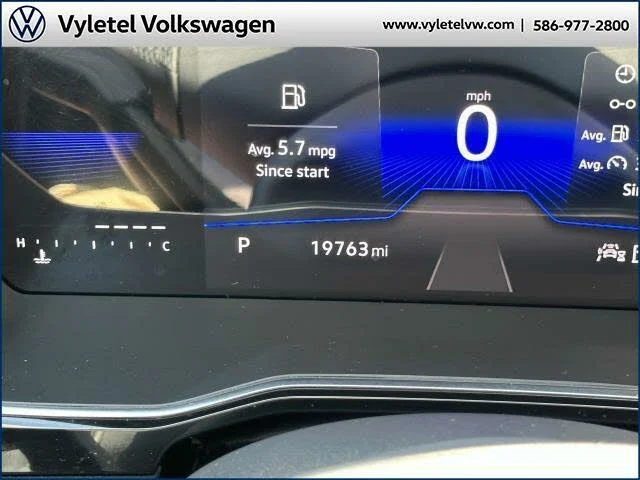 Vyletel Volkswagen
www.vyletelvw.com
586-977-2800
mph
0
Avg. 5.7 mpg
Since start
Avg.
Avg.
H
C
P
19763 mi